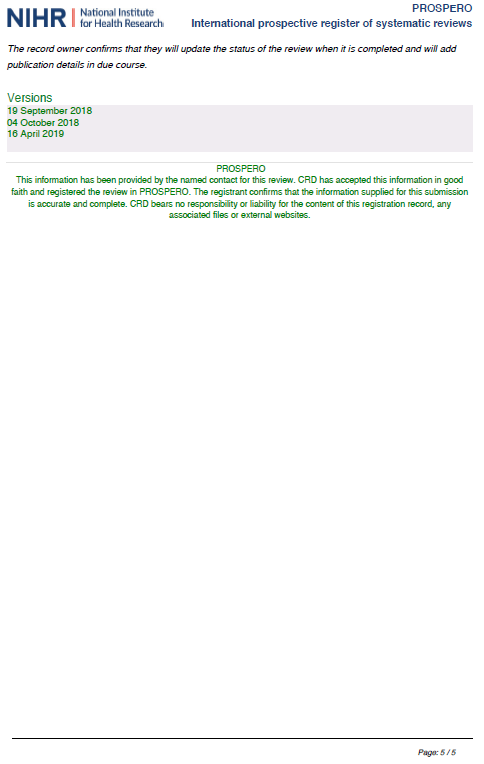 NIHR | National Institute for Health Research
PROSPERO
International prospective register of systematic reviews
The record owner confirms that they will update the status of the review when it is completed and will add
publication details in due course.
Versions
19 September 2018
04 October 2018
16 April 2019
PROSPERO
This information has been provided by the named contact for this review. CRD has accepted this information in good
faith and registered the review in PROSPERO. The registrant confirms that the information supplied for this submission
is accurate and complete. CRD bears no responsibility or liability for the content of this registration record, any
associated files or external websites.
Page: 5 / 5